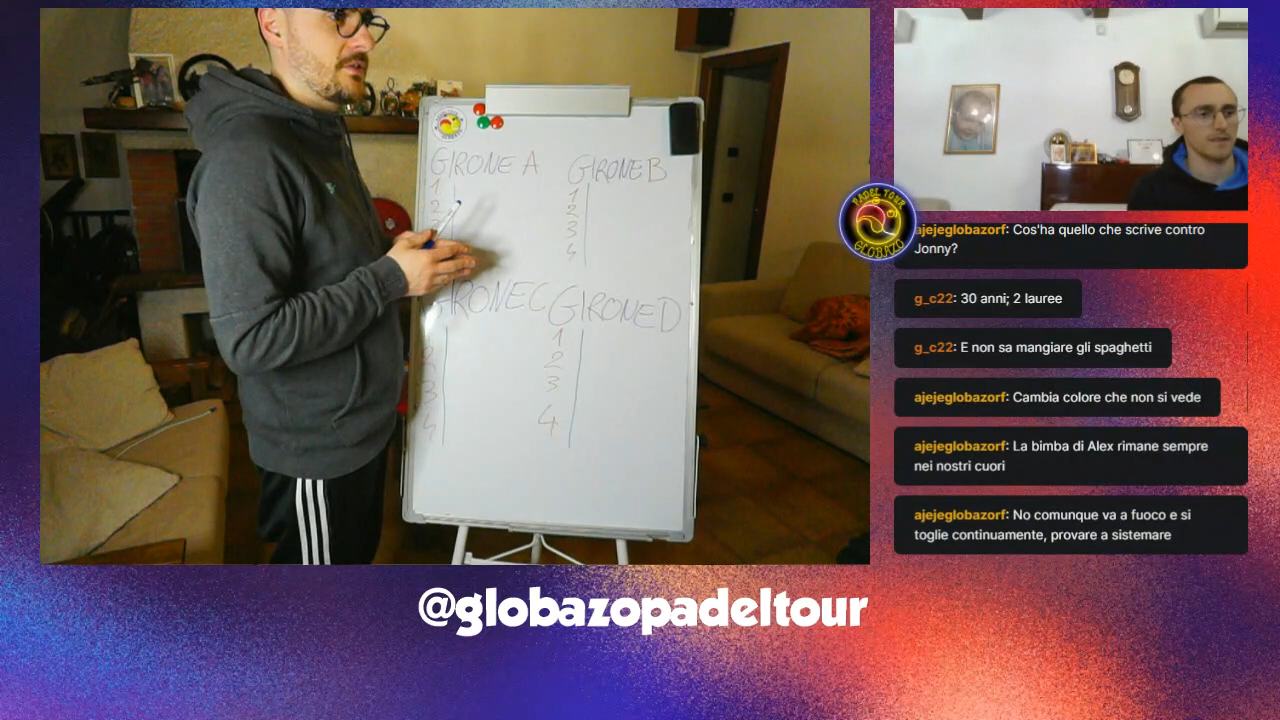 GIRONE A
GIRONE B
1
2
1
2
3
4
GIRONE D
2
3
4
1
2
3
4
PADEL TOUR
GLOBAZO
ajejeglobazorf: Cos'ha quello che scrive contro
Jonny?
g_c22: 30 anni; 2 lauree
g_c22: E non sa mangiare gli spaghetti
ajejeglobazorf: Cambia colore che non si vede
ajejeglobazorf: La bimba di Alex rimane sempre
nei nostri cuori
ajejeglobazorf: No comunque va a fuoco e si
toglie continuamente, provare a sistemare
@globazopadeltour